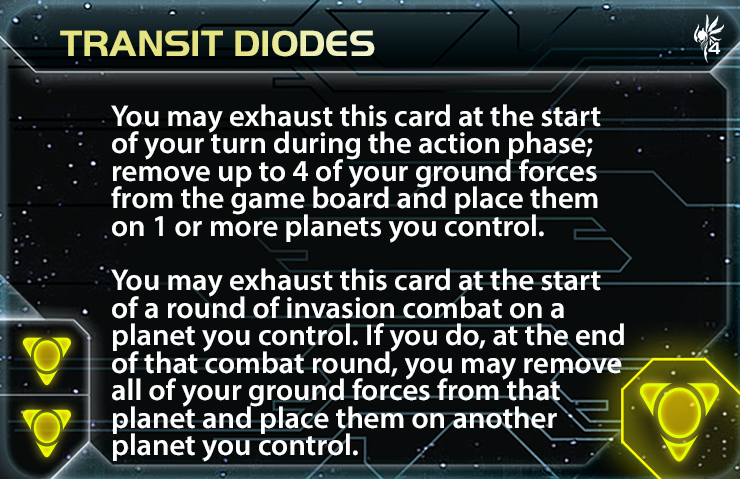 TRANSIT DIODES
4
You may exhaust this card at the start
of your turn during the action phase;
remove up to 4 of your ground forces
from the game board and place them
on 1 or more planets you control.
You may exhaust this card at the start
of a round of invasion combat on a
planet you control. If you do, at the end
of that combat round, you may remove
all of your ground forces from that
planet and place them on another
planet you control.